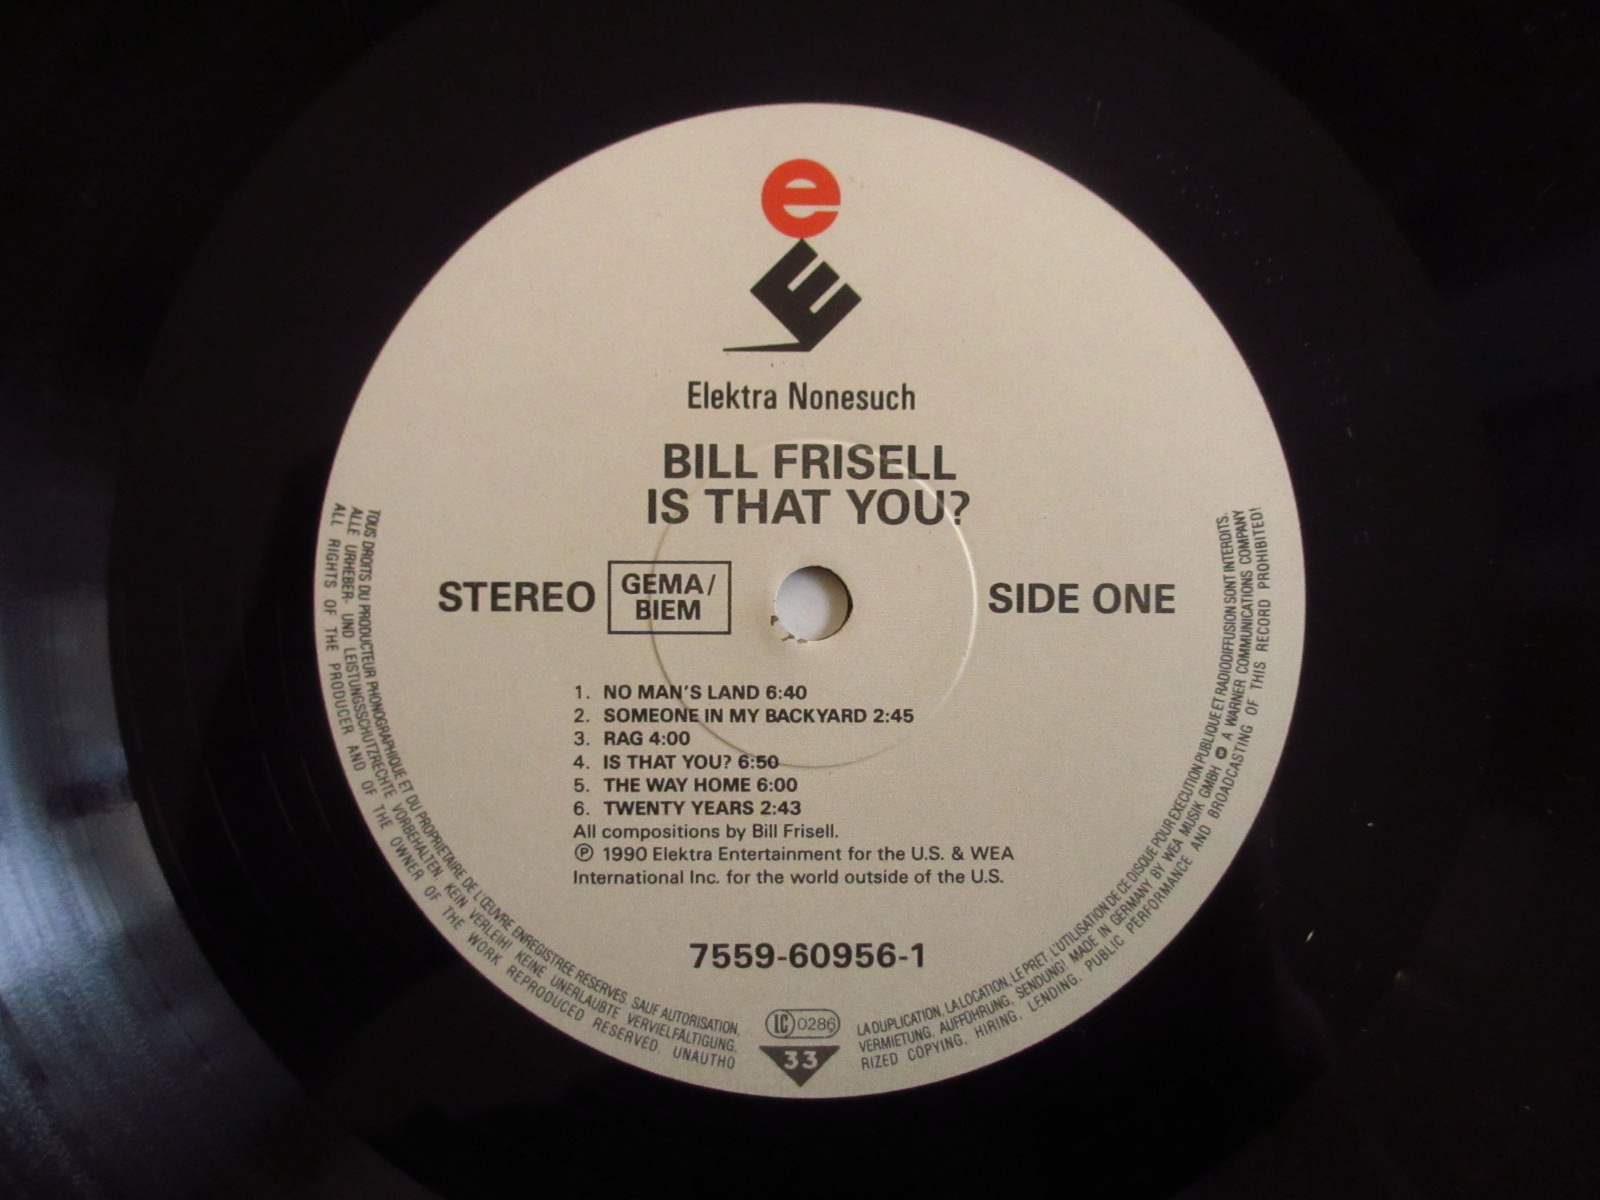 e
E
Elektra Nonesuch
BILL FRISELL
IS THAT YOU?
STEREO
GEMA/
BIEM
SIDE ONE
1. NO MAN'S LAND 6:40
2. SOMEONE IN MY BACKYARD 2:45
3. RAG 4:00
4. IS THAT YOU? 6:50
5. THE WAY HOME 6:00
6. TWENTY YEARS 2:43
All compositions by Bill Frisell.
Ⓟ 1990 Elektra Entertainment for the U.S. & WEA
International Inc. for the world outside of the U.S.
7559-60956-1
LC 0286
33
TOUS DROITS DU PRODUCTEUR PHONOGRAPHIQUE ET DU PROPRIETAIRE DE L'ŒUVRE ENREGISTREE RESERVES. SAUF AUTORISATION,
LA DUPLICATION, LA LOCATION, LE PRET, L'UTILISATION DE CE DISQUE POUR EXECUTION PUBLIQUE ET RADIODIFFUSION SONT INTERDITS.
ALLE URHEBER- UND LEISTUNGSSCHUTZRECHTE VORBEHALTEN. KEIN VERLEIH! KEINE UNERLAUBTE VERVIELFÄLTIGUNG,
VERMIETUNG, AUFFÜHRUNG, SENDUNG! MADE IN GERMANY BY WEA MUSIK GMBH W A WARNER COMMUNICATIONS COMPANY
ALL RIGHTS OF THE PRODUCER AND OF THE OWNER OF THE WORK REPRODUCED RESERVED. UNAUTHO
RIZED COPYING, HIRING, LENDING, PUBLIC PERFORMANCE AND BROADCASTING OF THIS RECORD PROHIBITED!